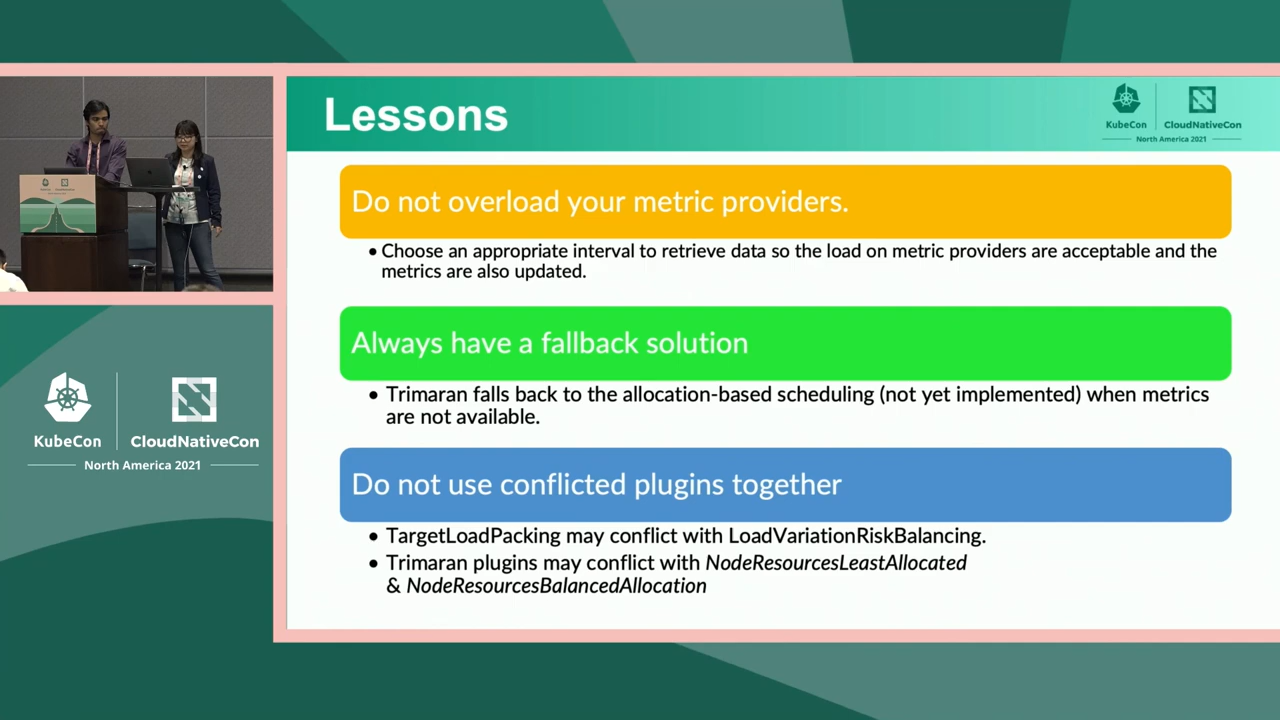 Lessons
KubeCon
CloudNativeCon
North America 2021
Do not overload your metric providers.
• Choose an appropriate interval to retrieve data so the load on metric providers are acceptable and the
metrics are also updated.
Always have a fallback solution
• Trimaran falls back to the allocation-based scheduling (not yet implemented) when metrics
are not available.
Do not use conflicted plugins together
• TargetLoadPacking may conflict with LoadVariationRiskBalancing.
• Trimaran plugins may conflict with NodeResourcesLeastAllocated
& NodeResourcesBalancedAllocation
KubeCon
CloudNativeCon
North America 2021